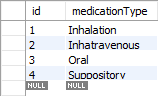 id medicationType
1 Inhalation
2 Inhatravenous
3 Oral
4 Suppository
NULL NULL